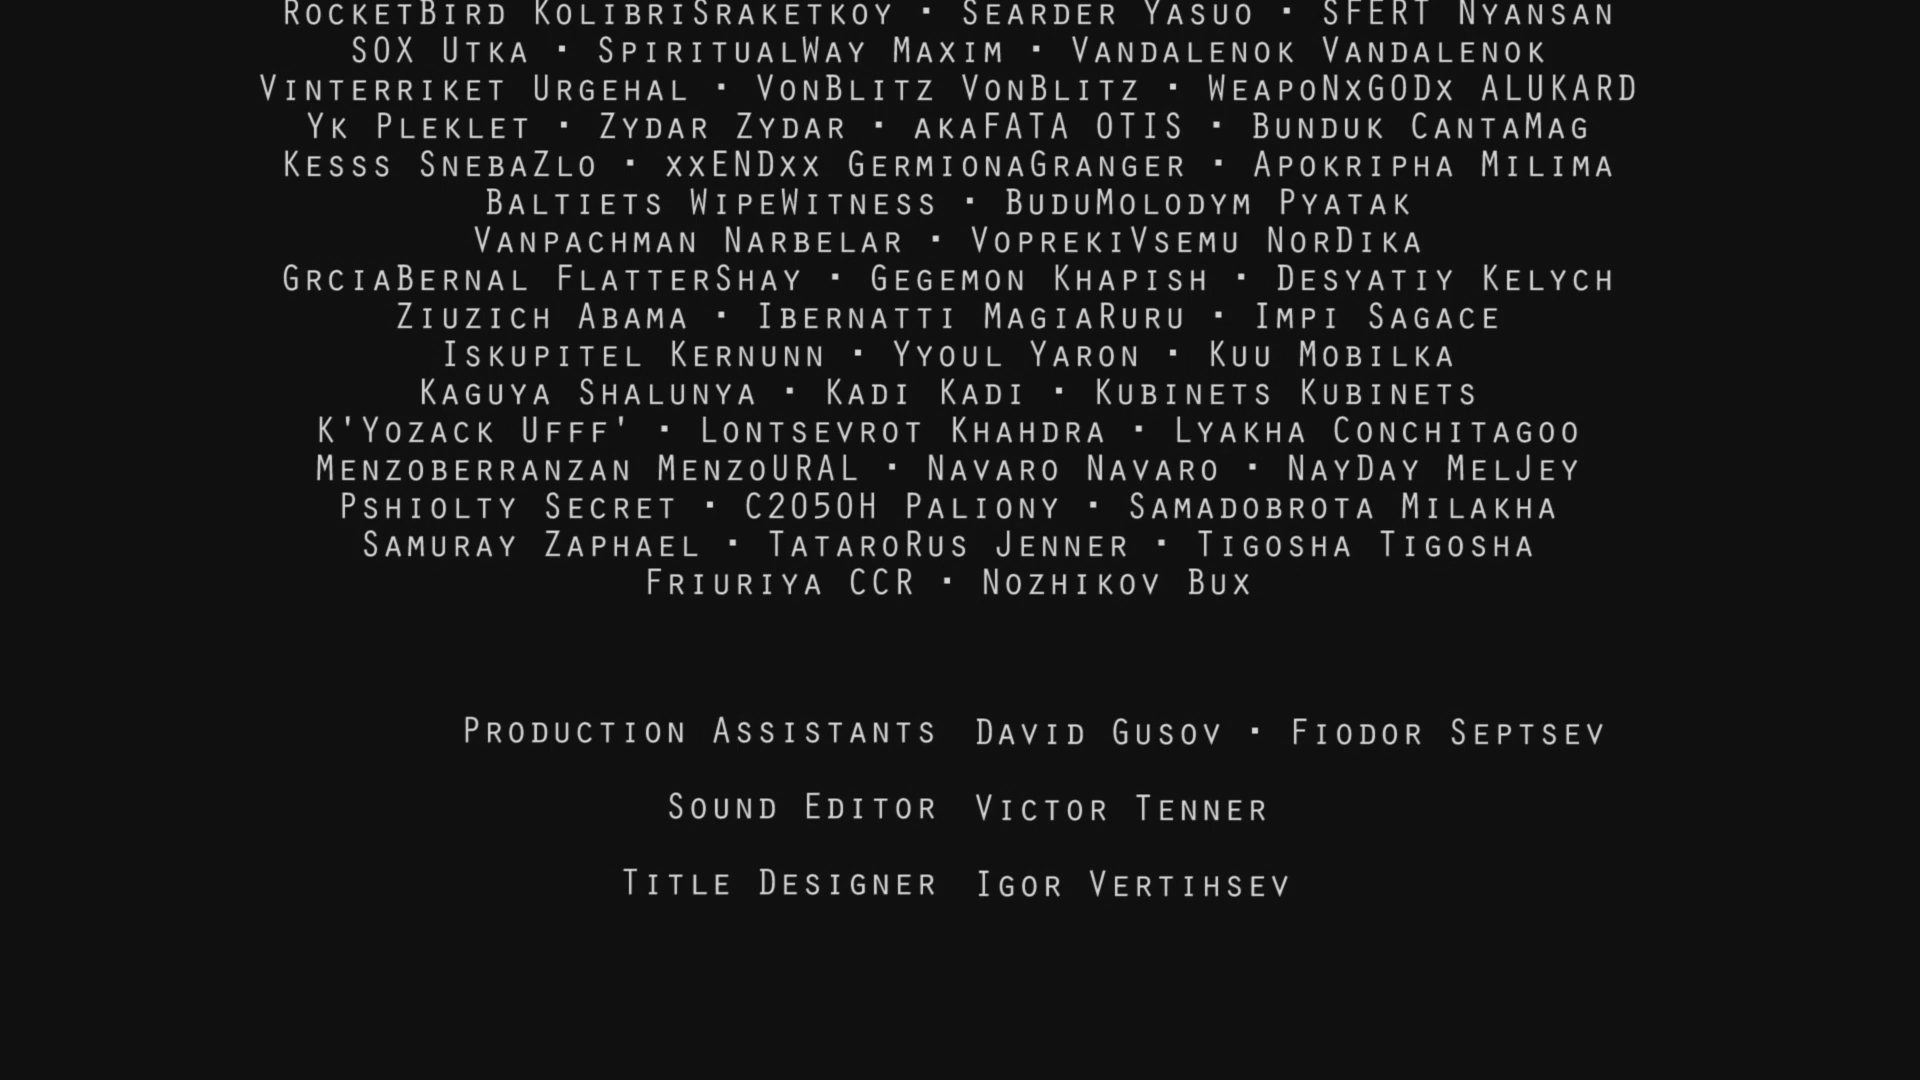 RocketBird KolibriSraketkoy · Searder Yasuo · SFERT Nyansan
SOX Utka · SpiritualWay Maxim · Vandalenok Vandalenok
Vinterriket Urgehal · VonBlitz VonBlitz · WeapoNxGODx ALUKARD
Yk Pleklet · Zydar Zydar · akaFATA OTIS · Bunduk CantaMag
Kesss SnebaZlo · xxENDxx GermionaGranger · Apokripha Milima
Baltiets WipeWitness · BuduMolodym Pyatak
Vanpachman Narbelar · VoprekiVsemu NorDika
GrciaBernal FlatterShay · Gegemon Khapish · Desyatiy Kelych
Ziuzich Abama · Ibernatti MagiaRuru · Impi Sagace
Iskupitel Kernunn · Yyoul Yaron · Kuu Mobilka
Kaguya Shalunya · Kadi Kadi · Kubinets Kubinets
K'Yozack Ufff' · Lontsevrot Khahdra · Lyakha Conchitagoo
Menzoberranzan MenzoURAL · Navaro Navaro · NayDay MelJey
Pshiolty Secret · C2O5OH Paliony · Samadobrota Milakha
Samuray Zaphael · TataroRus Jenner · Tigosha Tigosha
Friuriya CCR · Nozhikov Bux
Production Assistants David Gusov · Fiodor Septsev
Sound Editor Victor Tenner
Title Designer Igor Vertihsev